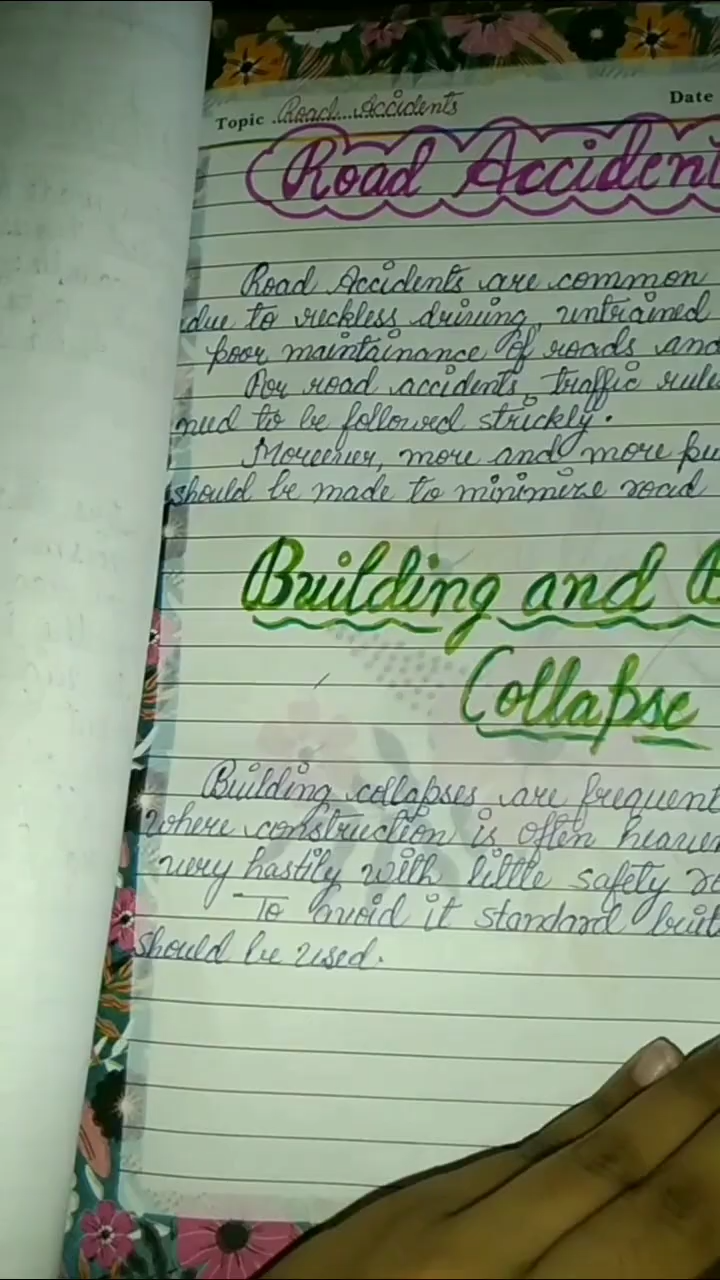 Topic Road Accidents Date
Road Accident
Road Accidents are common
due to reckless driving, untrained
poor maintainance of roads and
For road accidents, traffic rule
need to be followed strickly.
Moreover, more and more
should be made to minimize road
Building and
Collapse
Building collapses are frequent
where construction is often
very hastily with little safety
To avoid it standard
should be used.